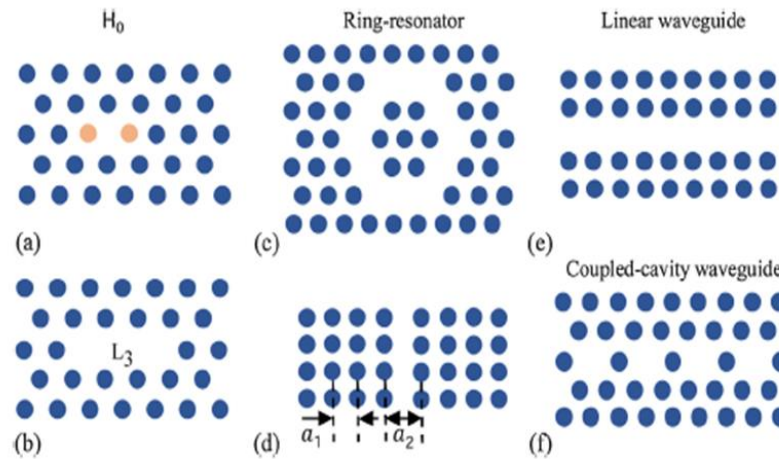 H₀
Ring-resonator
Linear waveguide
(a)
(c)
(e)
L₃
Coupled-cavity waveguide
a₁
a₂
(b)
(d)
(f)